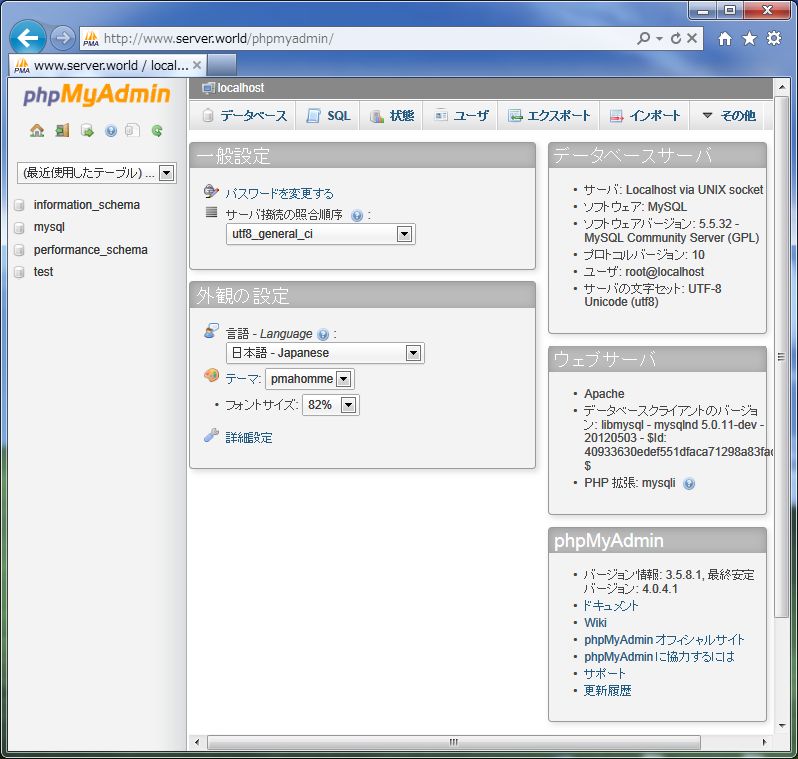 http://www.server.world/phpmyadmin/
www.server.world / local...
phpMyAdmin
(最近使用したテーブル) ...
information_schema
mysql
performance_schema
test
localhost
データベース
SQL
状態
ユーザ
エクスポート
インポート
その他
一般設定
パスワードを変更する
サーバ接続の照合順序 :
utf8_general_ci
外観の設定
言語 - Language :
日本語 - Japanese
テーマ: pmahomme
• フォントサイズ: 82%
詳細設定
データベースサーバ
• サーバ: Localhost via UNIX socket
• ソフトウェア: MySQL
• ソフトウェアバージョン: 5.5.32 -
MySQL Community Server (GPL)
• プロトコルバージョン: 10
• ユーザ: root@localhost
• サーバの文字セット: UTF-8
Unicode (utf8)
ウェブサーバ
• Apache
• データベースクライアントのバージョ
ン: libmysql - mysqlnd 5.0.11-dev -
20120503 - $Id:
40933630edef551dfaca71298a83fad
$
• PHP 拡張: mysqli
phpMyAdmin
• バージョン情報: 3.5.8.1, 最終安定
バージョン: 4.0.4.1
• ドキュメント
• Wiki
• phpMyAdmin オフィシャルサイト
• phpMyAdmin に協力するには
• サポート
• 更新履歴